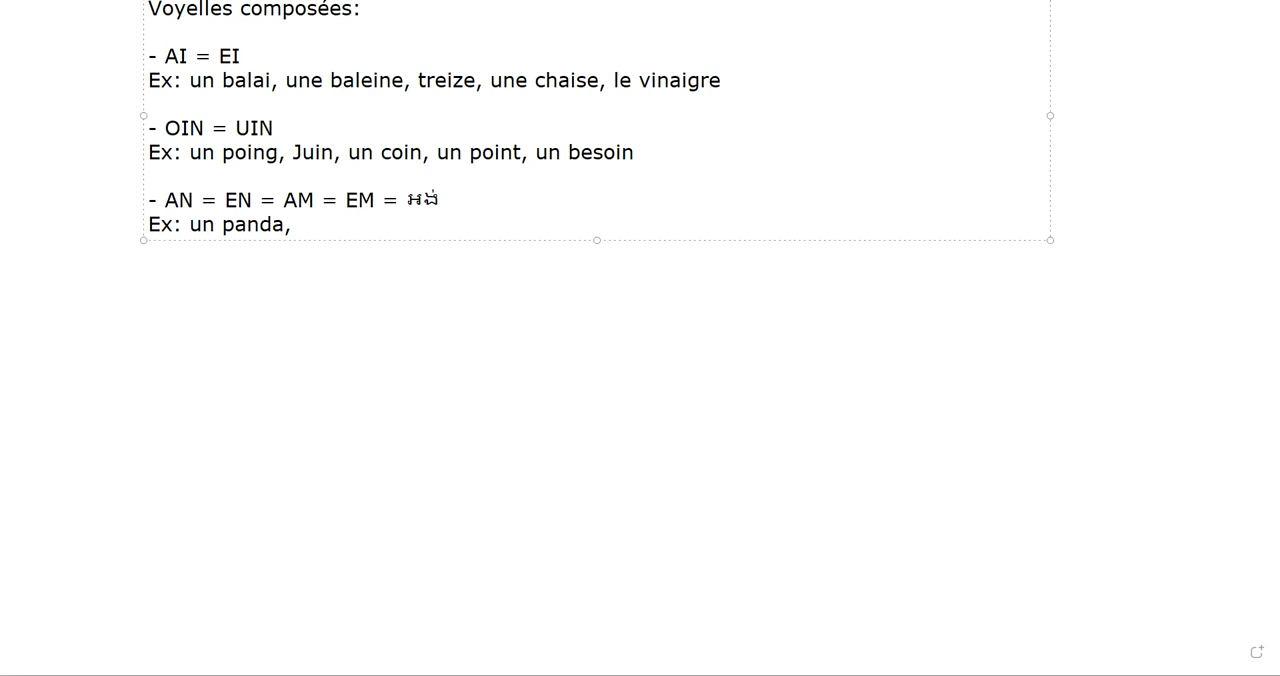 Voyelles composées:
- AI = EI
Ex: un balai, une baleine, treize, une chaise, le vinaigre
- OIN = UIN
Ex: un poing, Juin, un coin, un point, un besoin
- AN = EN = AM = EM = អង់
Ex: un panda,